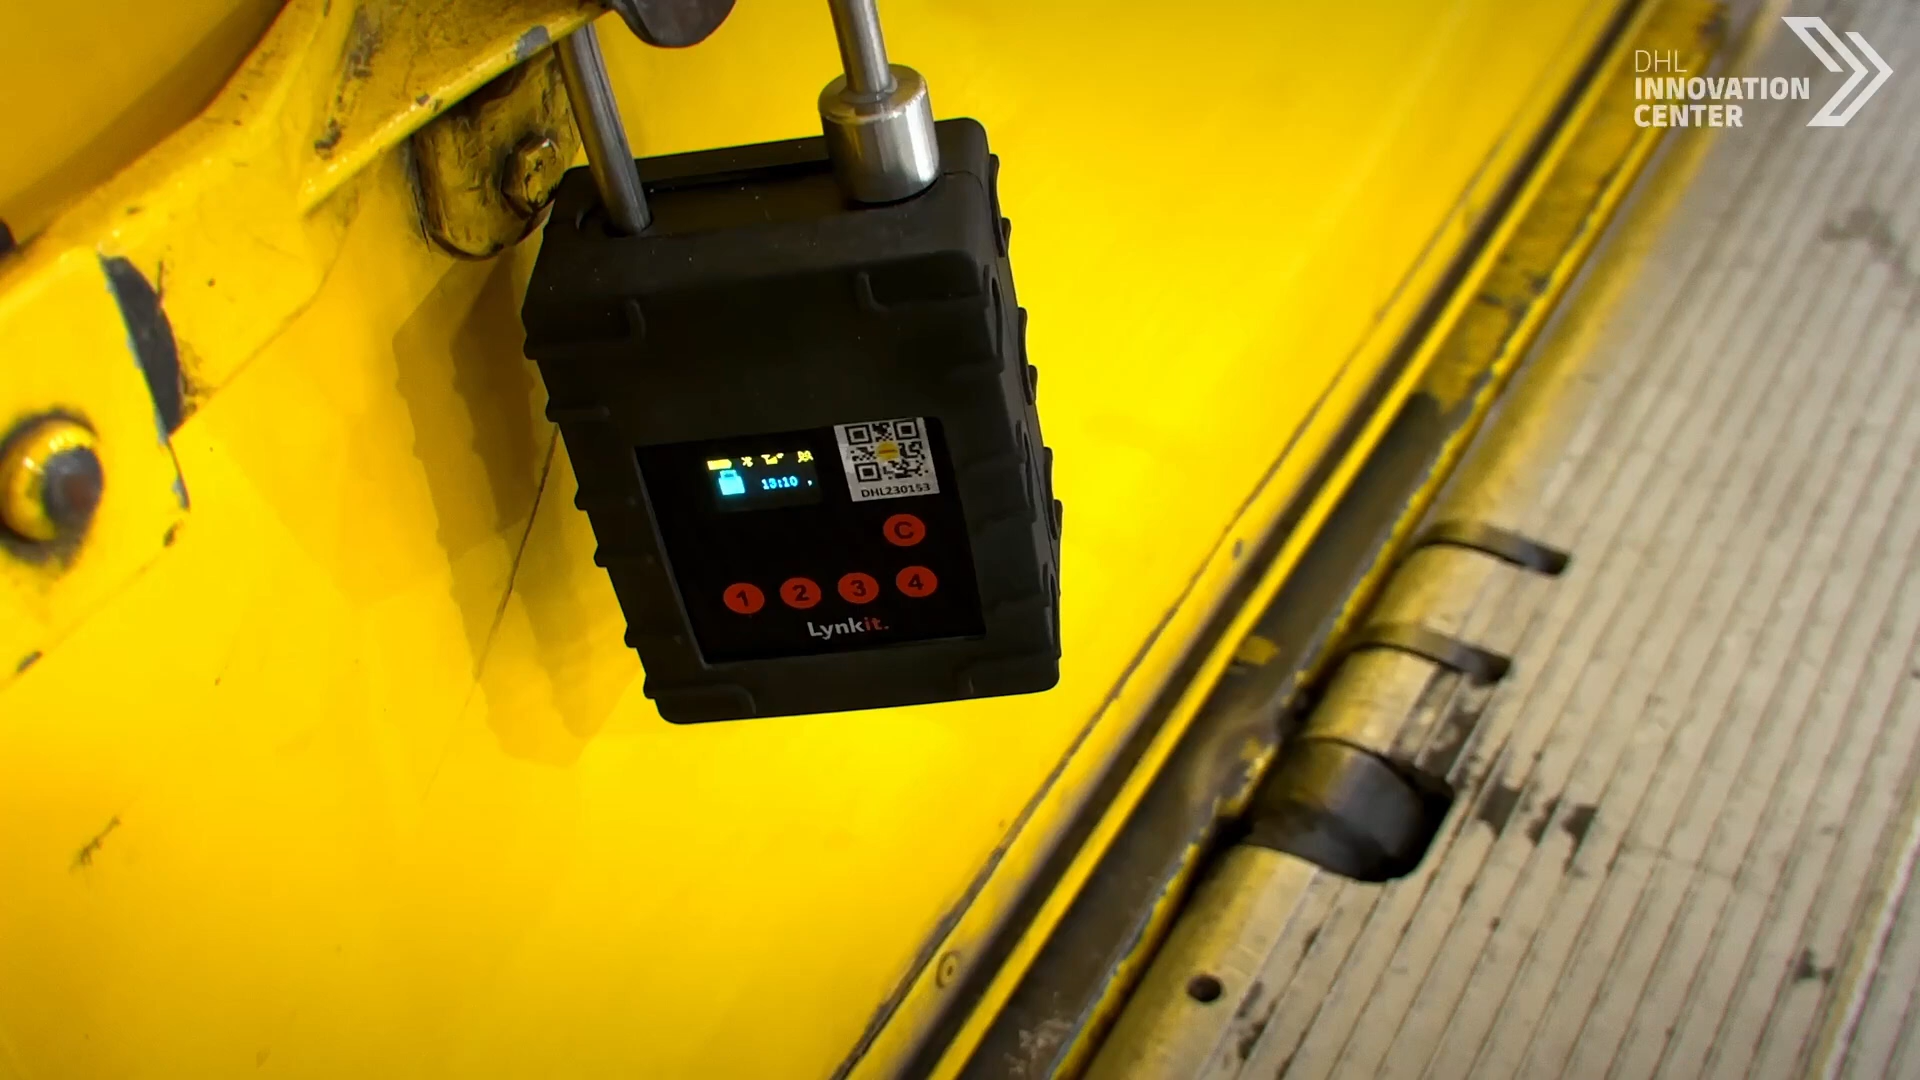 DHL
INNOVATION
CENTER
13:10
DHL230153
C
1 2 3 4
Lynkit.